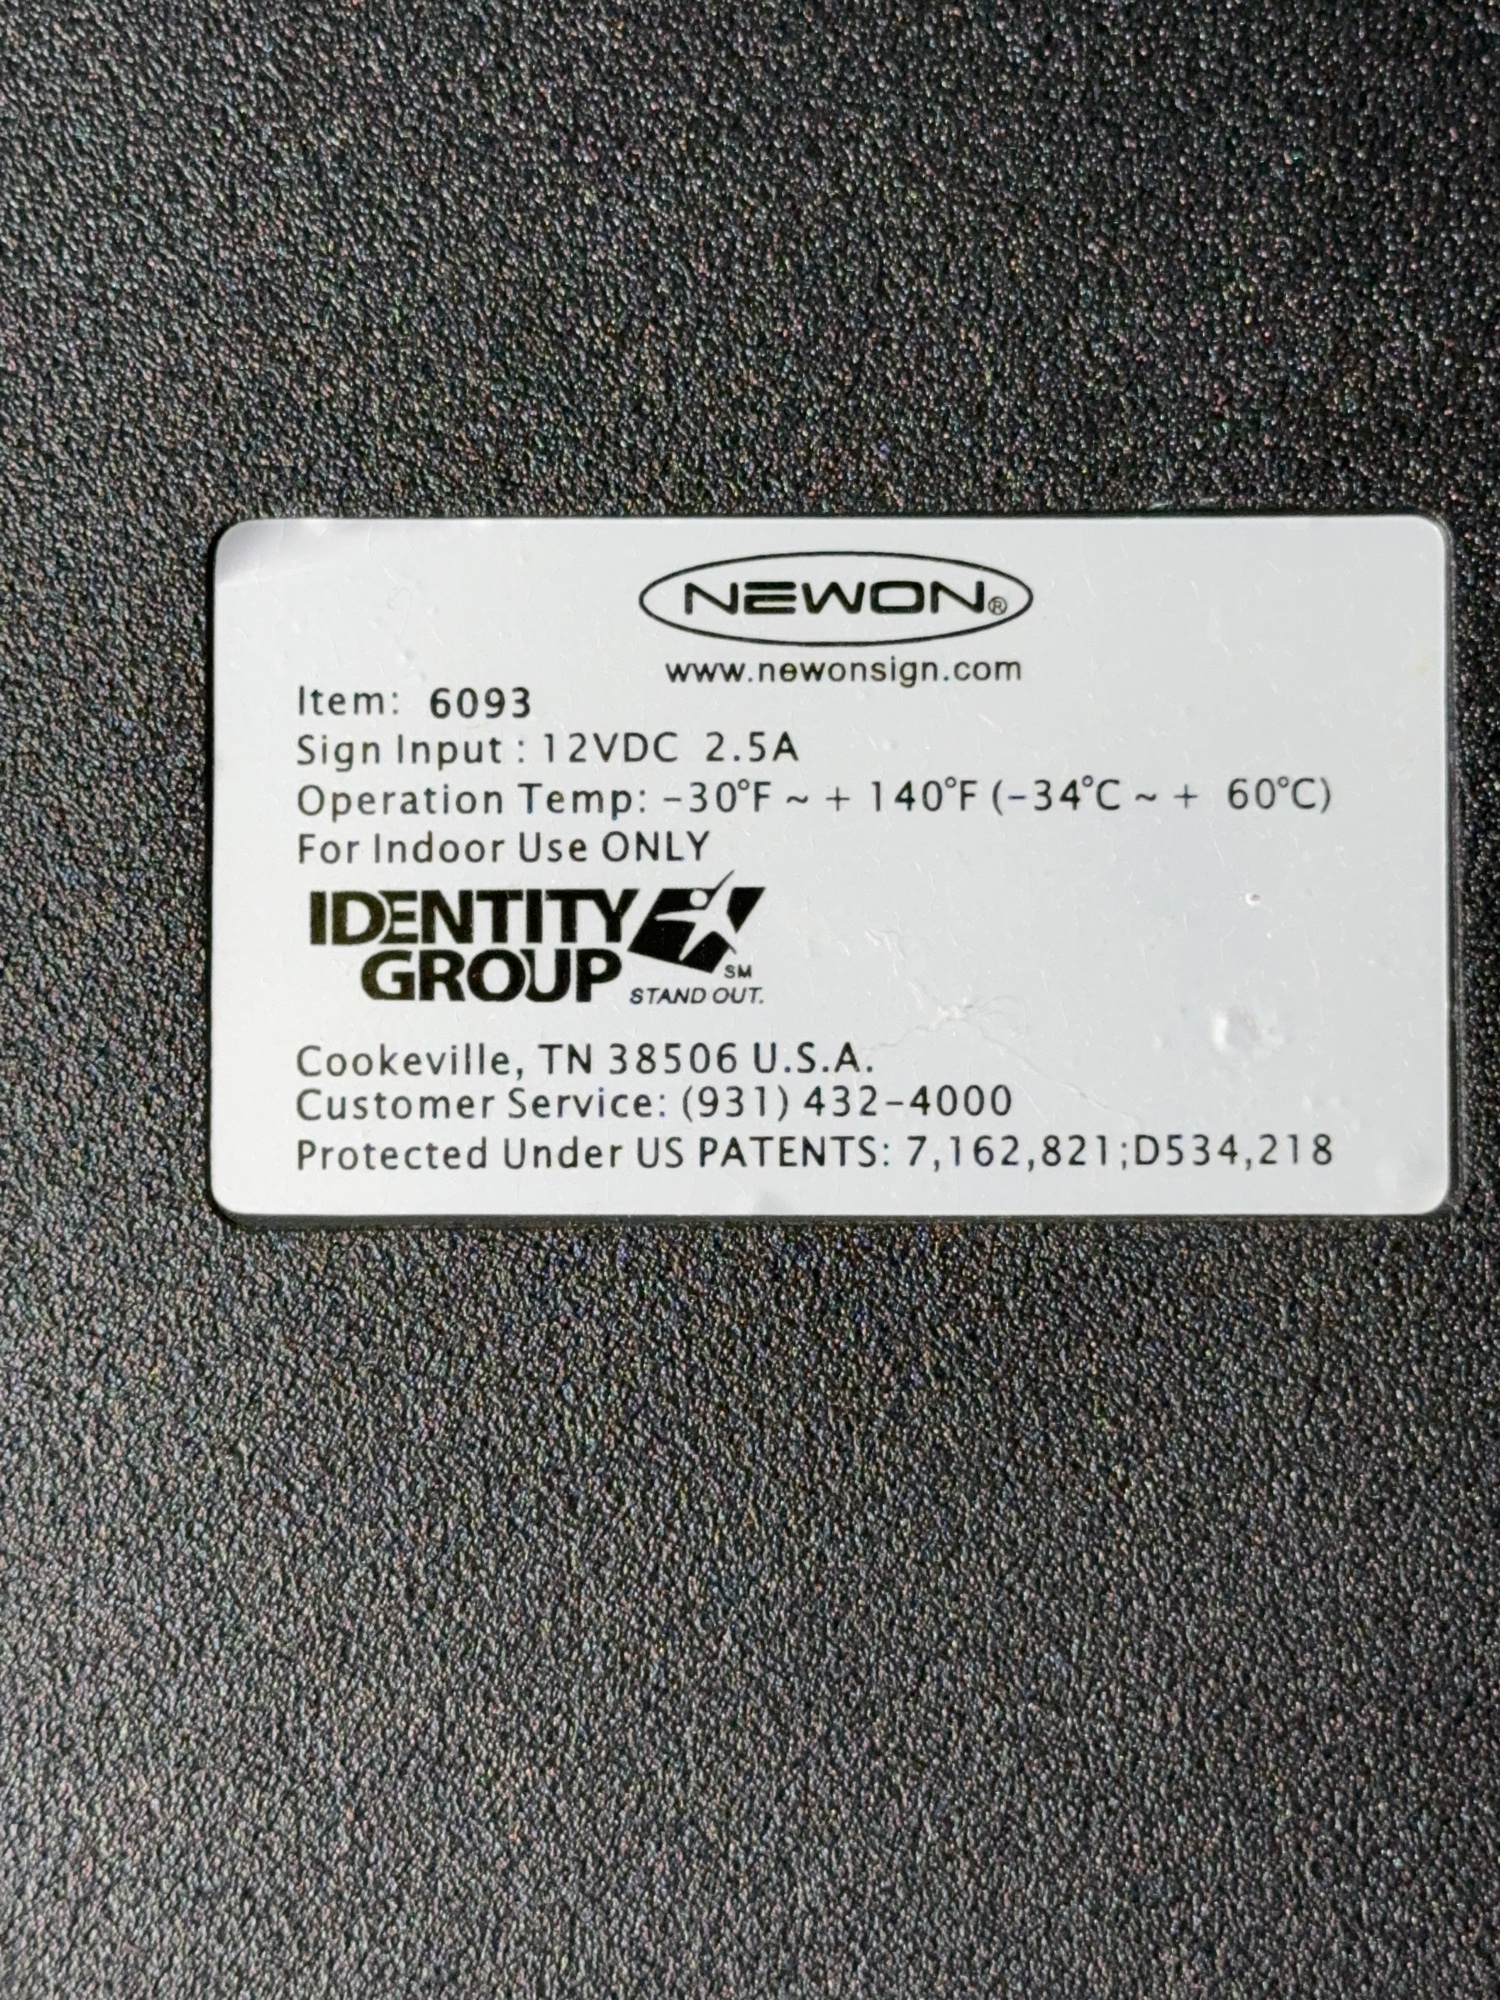 NEWON®
www.newonsign.com
Item: 6093
Sign Input : 12VDC 2.5A
Operation Temp: -30°F ~ + 140°F (-34°C ~ + 60°C)
For Indoor Use ONLY
IDENTITY
GROUP SM
STAND OUT.
Cookeville, TN 38506 U.S.A.
Customer Service: (931) 432-4000
Protected Under US PATENTS: 7,162,821;D534,218